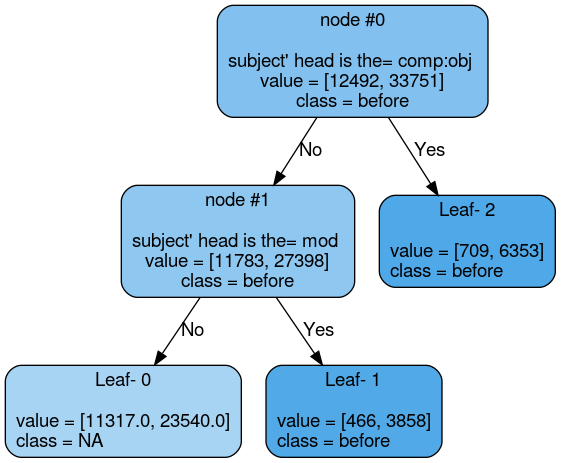 node #0
subject' head is the= comp:obj
value = [12492, 33751]
class = before
No
Yes
node #1
subject' head is the= mod
value = [11783, 27398]
class = before
Leaf- 2
value = [709, 6353]
class = before
No
Yes
Leaf- 0
value = [11317.0, 23540.0]
class = NA
Leaf- 1
value = [466, 3858]
class = before